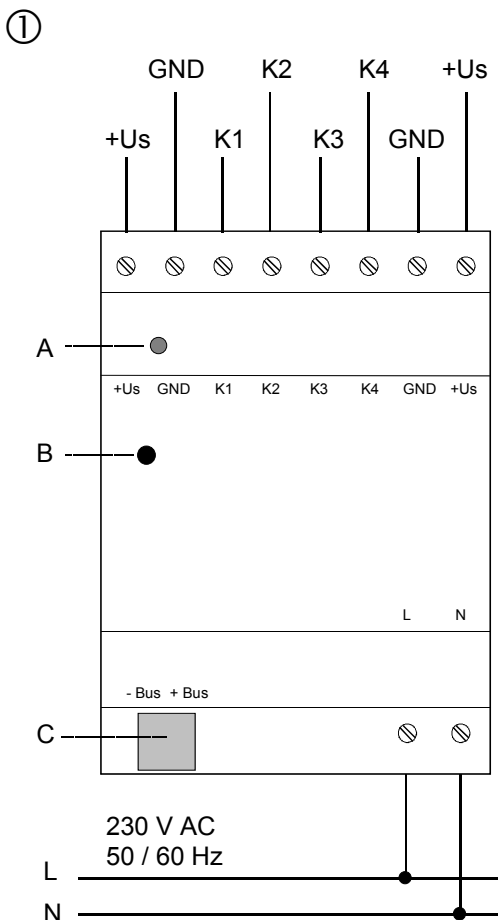 ①
GND K2 K4 +Us
+Us K1 K3 GND
A
+Us GND K1 K2 K3 K4 GND +Us
B
L N
- Bus + Bus
C
230 V AC
50 / 60 Hz
L
N